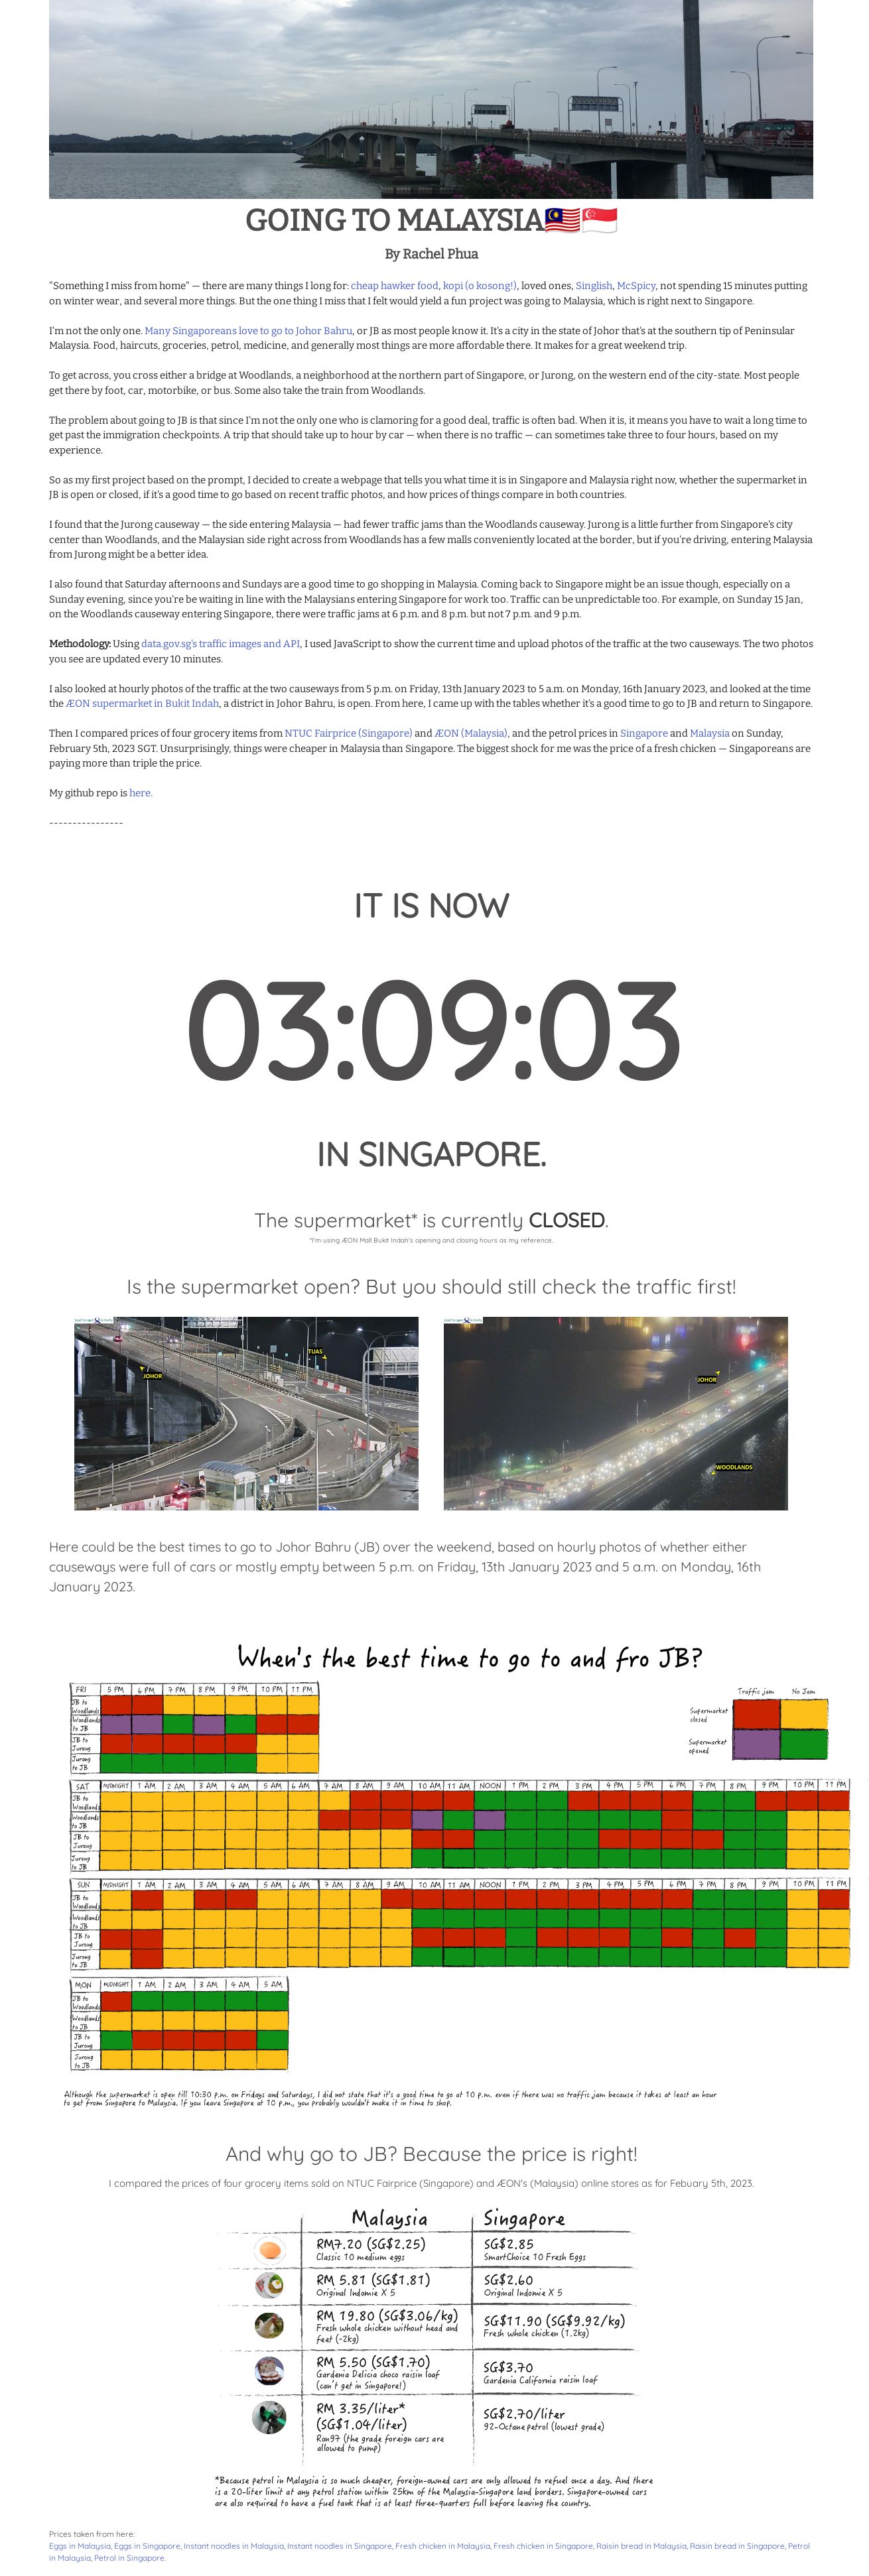 GOING TO MALAYSIA🇲🇾🇸🇬
By Rachel Phua
"Something I miss from home" — there are many things I long for: cheap hawker food, kopi (o kosong!), loved ones, Singlish, McSpicy, not spending 15 minutes putting
on winter wear, and several more things. But the one thing I miss that I felt would yield a fun project was going to Malaysia, which is right next to Singapore.
I'm not the only one. Many Singaporeans love to go to Johor Bahru, or JB as most people know it. It's a city in the state of Johor that's at the southern tip of Peninsular
Malaysia. Food, haircuts, groceries, petrol, medicine, and generally most things are more affordable there. It makes for a great weekend trip.
To get across, you cross either a bridge at Woodlands, a neighborhood at the northern part of Singapore, or Jurong, on the western end of the city-state. Most people
get there by foot, car, motorbike, or bus. Some also take the train from Woodlands.
The problem about going to JB is that since I'm not the only one who is clamoring for a good deal, traffic is often bad. When it is, it means you have to wait a long time to
get past the immigration checkpoints. A trip that should take up to hour by car — when there is no traffic — can sometimes take three to four hours, based on my
experience.
So as my first project based on the prompt, I decided to create a webpage that tells you what time it is in Singapore and Malaysia right now, whether the supermarket in
JB is open or closed, if it's a good time to go based on recent traffic photos, and how prices of things compare in both countries.
I found that the Jurong causeway — the side entering Malaysia — had fewer traffic jams than the Woodlands causeway. Jurong is a little further from Singapore's city
center than Woodlands, and the Malaysian side right across from Woodlands has a few malls conveniently located at the border, but if you're driving, entering Malaysia
from Jurong might be a better idea.
I also found that Saturday afternoons and Sundays are a good time to go shopping in Malaysia. Coming back to Singapore might be an issue though, especially on a
Sunday evening, since you're be waiting in line with the Malaysians entering Singapore for work too. Traffic can be unpredictable too. For example, on Sunday 15 Jan,
on the Woodlands causeway entering Singapore, there were traffic jams at 6 p.m. and 8 p.m. but not 7 p.m. and 9 p.m.
Methodology: Using data.gov.sg's traffic images and API, I used JavaScript to show the current time and upload photos of the traffic at the two causeways. The two photos
you see are updated every 10 minutes.
I also looked at hourly photos of the traffic at the two causeways from 5 p.m. on Friday, 13th January 2023 to 5 a.m. on Monday, 16th January 2023, and looked at the time
the ÆON supermarket in Bukit Indah, a district in Johor Bahru, is open. From here, I came up with the tables whether it's a good time to go to JB and return to Singapore.
Then I compared prices of four grocery items from NTUC Fairprice (Singapore) and ÆON (Malaysia), and the petrol prices in Singapore and Malaysia on Sunday,
February 5th, 2023 SGT. Unsurprisingly, things were cheaper in Malaysia than Singapore. The biggest shock for me was the price of a fresh chicken — Singaporeans are
paying more than triple the price.
My github repo is here.
----------------
IT IS NOW
03:09:03
IN SINGAPORE.
The supermarket* is currently CLOSED.
*I'm using ÆON Mall Bukit Indah's opening and closing hours as my reference.
Is the supermarket open? But you should still check the traffic first!
TUAS
JOHOR
JOHOR
WOODLANDS
Here could be the best times to go to Johor Bahru (JB) over the weekend, based on hourly photos of whether either
causeways were full of cars or mostly empty between 5 p.m. on Friday, 13th January 2023 and 5 a.m. on Monday, 16th
January 2023.
When's the best time to go to and fro JB?
Traffic jam No Jam
Supermarket closed
Supermarket opened
FRI 5 PM 6 PM 7 PM 8 PM 9 PM 10 PM 11 PM
JB to Woodlands
Woodlands to JB
JB to Jurong
Jurong to JB
SAT MIDNIGHT 1 AM 2 AM 3 AM 4 AM 5 AM 6 AM 7 AM 8 AM 9 AM 10 AM 11 AM NOON 1 PM 2 PM 3 PM 4 PM 5 PM 6 PM 7 PM 8 PM 9 PM 10 PM 11 PM
JB to Woodlands
Woodlands to JB
JB to Jurong
Jurong to JB
SUN MIDNIGHT 1 AM 2 AM 3 AM 4 AM 5 AM 6 AM 7 AM 8 AM 9 AM 10 AM 11 AM NOON 1 PM 2 PM 3 PM 4 PM 5 PM 6 PM 7 PM 8 PM 9 PM 10 PM 11 PM
JB to Woodlands
Woodlands to JB
JB to Jurong
Jurong to JB
MON MIDNIGHT 1 AM 2 AM 3 AM 4 AM 5 AM
JB to Woodlands
Woodlands to JB
JB to Jurong
Jurong to JB
Although the supermarket is open till 10:30 p.m. on Fridays and Saturdays, I did not state that it's a good time to go at 10 p.m. even if there was no traffic jam because it takes at least an hour
to get from Singapore to Malaysia. If you leave Singapore at 10 p.m., you probably wouldn't make it in time to shop.
And why go to JB? Because the price is right!
I compared the prices of four grocery items sold on NTUC Fairprice (Singapore) and ÆON's (Malaysia) online stores as for Febuary 5th, 2023.
Malaysia Singapore
RM7.20 (SG$2.25)
Classic 10 medium eggs
SG$2.85
SmartChoice 10 Fresh Eggs
RM 5.81 (SG$1.81)
Original Indomie X 5
SG$2.60
Original Indomie X 5
RM 19.80 (SG$3.06/kg)
Fresh whole chicken without head and
feet (~2kg)
SG$11.90 (SG$9.92/kg)
Fresh whole chicken (1.2kg)
RM 5.50 (SG$1.70)
Gardenia Delicia choco raisin loaf
(can't get in Singapore!)
SG$3.70
Gardenia California raisin loaf
RM 3.35/liter*
(SG$1.04/liter)
Ron97 (the grade foreign cars are
allowed to pump)
SG$2.70/liter
92-Octane petrol (lowest grade)
*Because petrol in Malaysia is so much cheaper, foreign-owned cars are only allowed to refuel once a day. And there
is a 20-liter limit at any petrol station within 25km of the Malaysia-Singapore land borders. Singapore-owned cars
are also required to have a fuel tank that is at least three-quarters full before leaving the country.
Prices taken from here:
Eggs in Malaysia, Eggs in Singapore, Instant noodles in Malaysia, Instant noodles in Singapore, Fresh chicken in Malaysia, Fresh chicken in Singapore, Raisin bread in Malaysia, Raisin bread in Singapore, Petrol
in Malaysia, Petrol in Singapore.